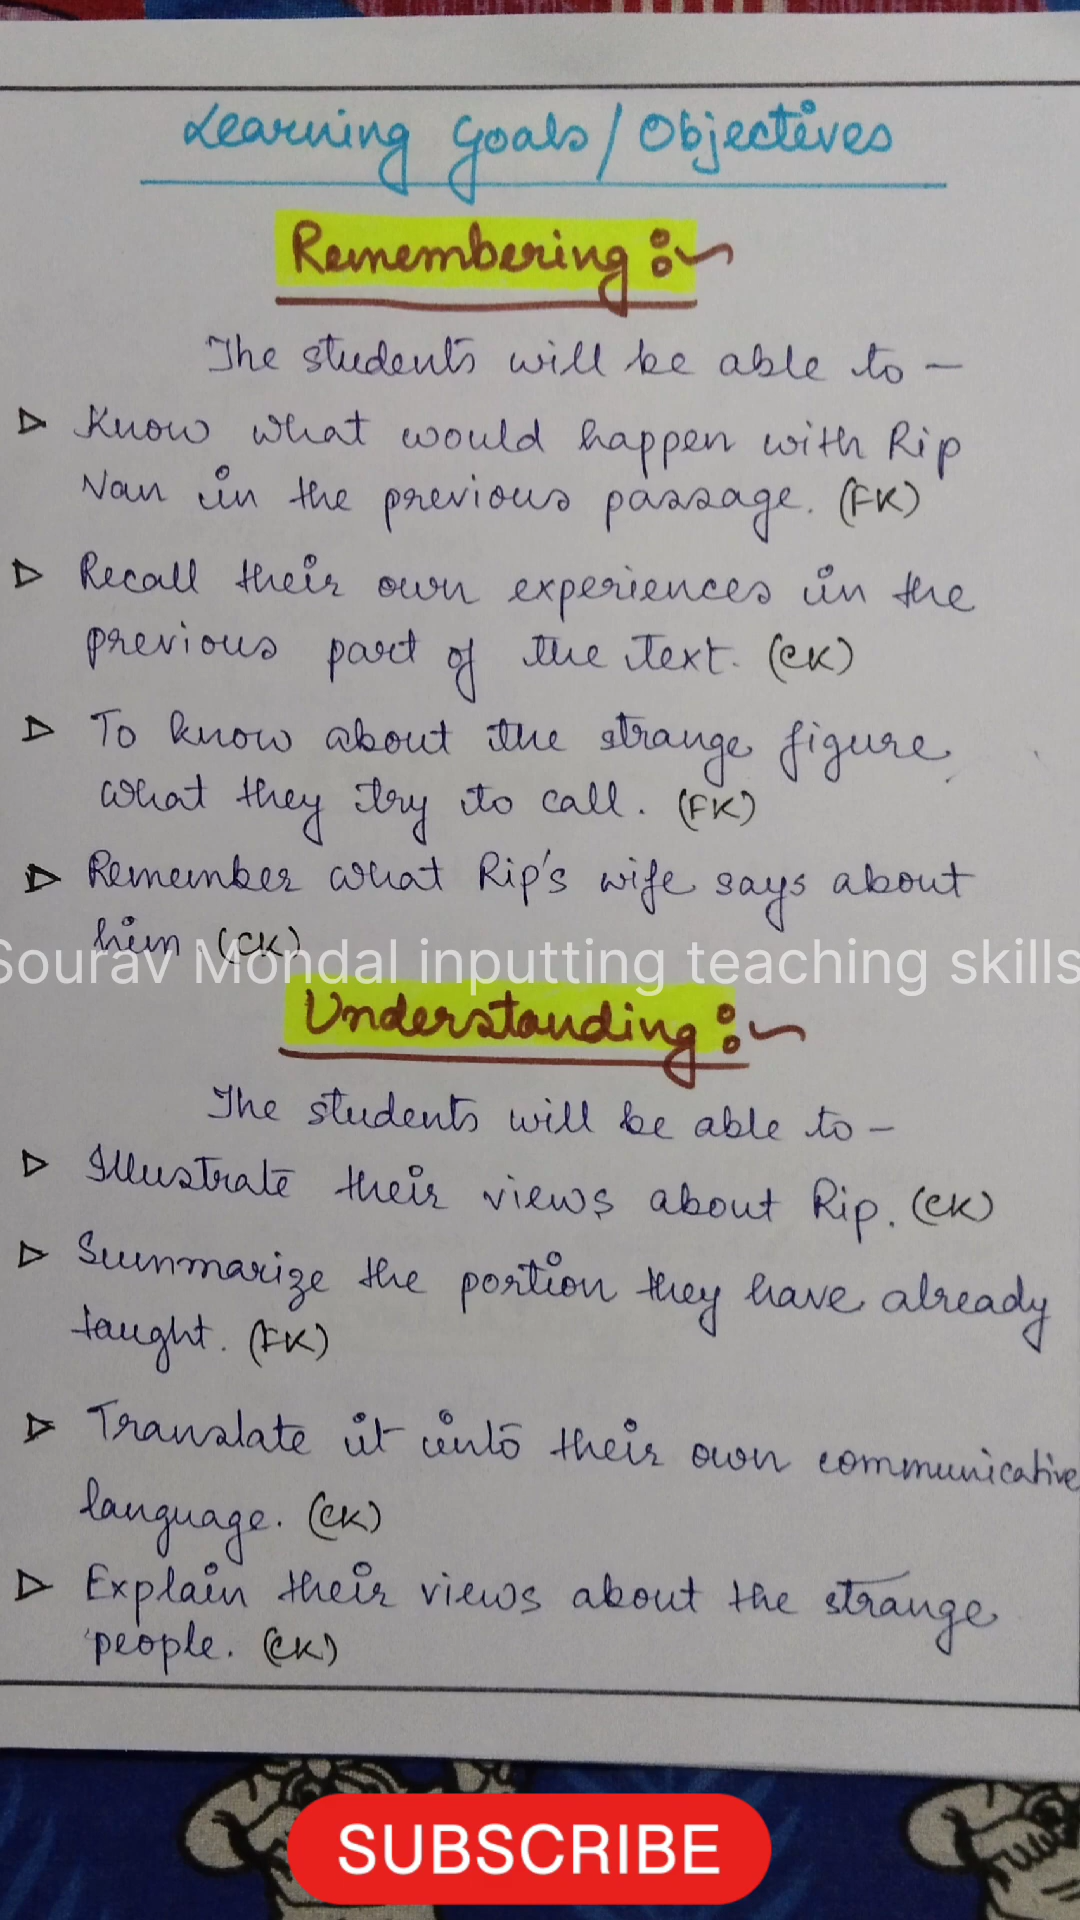 Learning Goals/Objectives
Remembering :~
The students will be able to –
Know what would happen with Rip
Van in the previous passage. (FK)
Recall their own experiences in the
previous part of the text. (CK)
To know about the strange figure
what they try to call. (FK)
Remember what Rip's wife says about
him. (CK)
Sourav Mondal inputting teaching skills
Understanding :~
The students will be able to –
Illustrate their views about Rip. (CK)
Summarize the portion they have already
taught. (FK)
Translate it into their own communicative
language. (CK)
Explain their views about the strange
people. (CK)
SUBSCRIBE